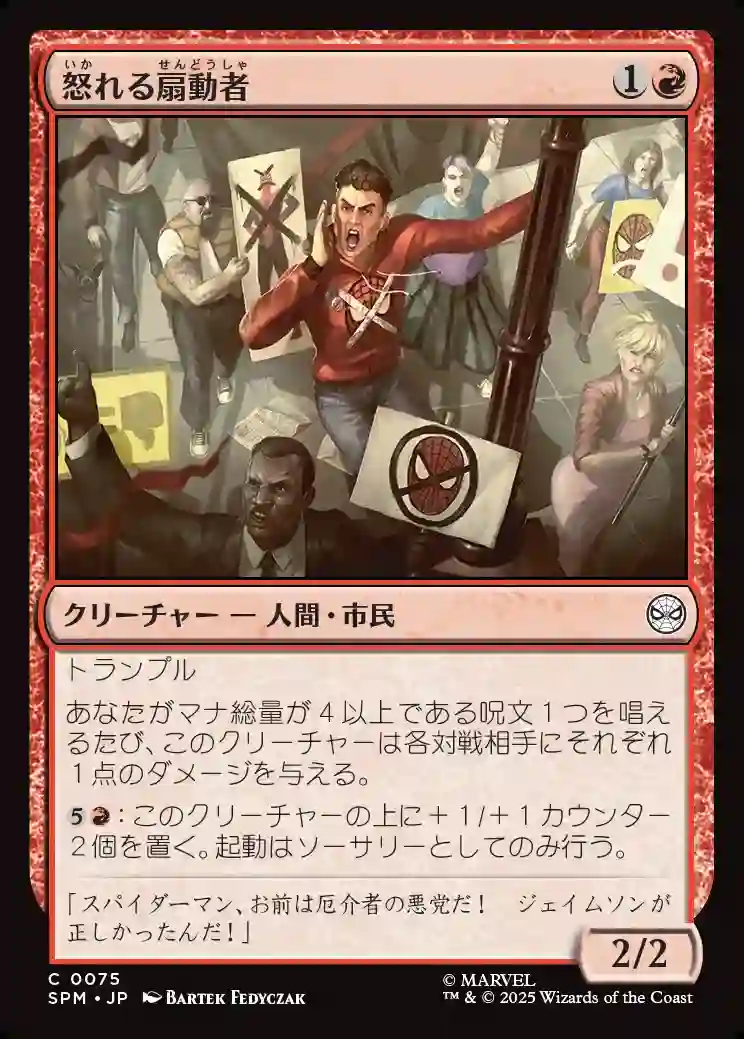 いか せんどうしゃ
怒れる扇動者 1
クリーチャー — 人間・市民
トランプル
あなたがマナ総量が4以上である呪文1つを唱え
るたび、このクリーチャーは各対戦相手にそれぞれ
1点のダメージを与える。
5：このクリーチャーの上に＋1/＋1カウンター
2個を置く。起動はソーサリーとしてのみ行う。
「スパイダーマン、お前は厄介者の悪党だ！　ジェイムソンが
正しかったんだ！」
2/2
C 0075
SPM • JP BARTEK FEDYCZAK
© MARVEL
™ & © 2025 Wizards of the Coast